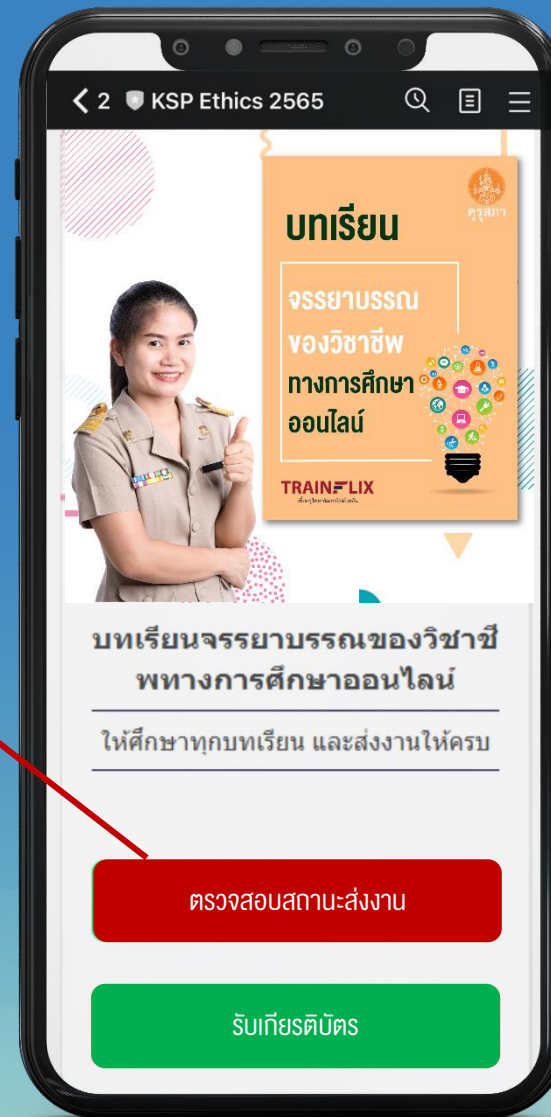 2 KSP Ethics 2565
คุรุสภา
บทเรียน
จรรยาบรรณ
ของวิชาชีพ
ทางการศึกษา
ออนไลน์
TRAINFLIX
บทเรียนจรรยาบรรณของวิชาชี
พทางการศึกษาออนไลน์
ให้ศึกษาทุกบทเรียน และส่งงานให้ครบ
ตรวจสอบสถานะส่งงาน
รับเกียรติบัตร